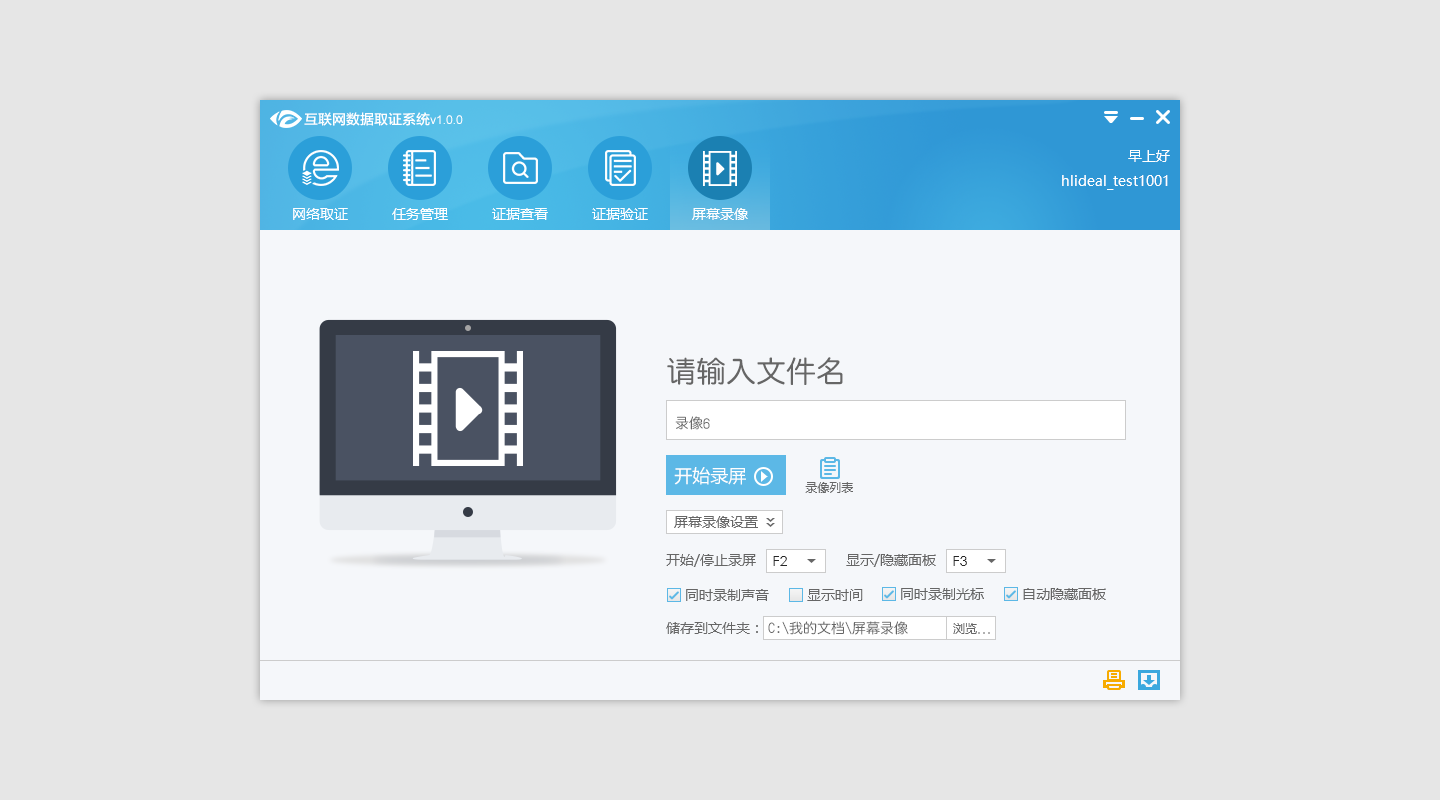 互联网数据取证系统v1.0.0
早上好
hlideal_test1001
网络取证 任务管理 证据查看 证据验证 屏幕录像
请输入文件名
录像6
开始录屏
录像列表
屏幕录像设置
开始/停止录屏 F2 显示/隐藏面板 F3
同时录制声音 显示时间 同时录制光标 自动隐藏面板
储存到文件夹：C:\我的文档\屏幕录像 浏览...